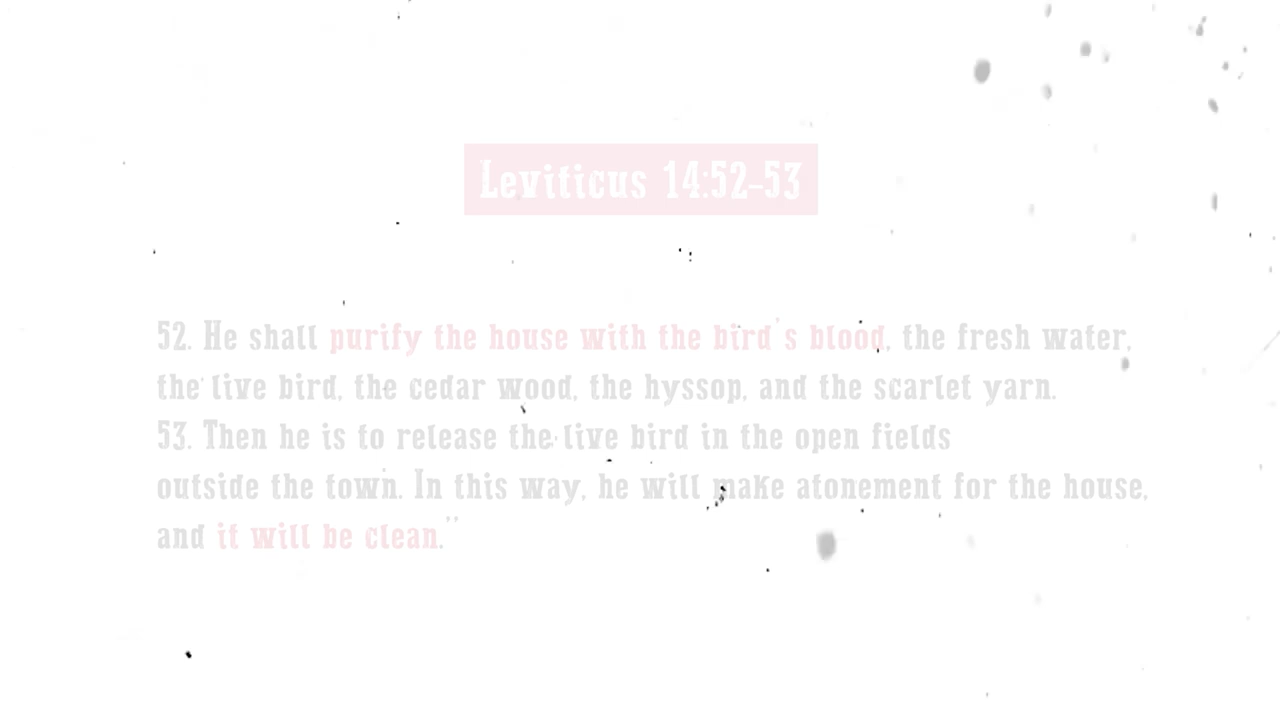 Leviticus 14:52-53
52. He shall purify the house with the bird's blood, the fresh water,
the live bird, the cedar wood, the hyssop, and the scarlet yarn.
53. Then he is to release the live bird in the open fields
outside the town. In this way, he will make atonement for the house,
and it will be clean.”